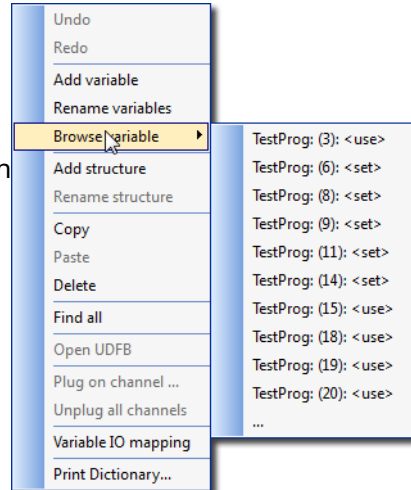 Undo
Redo
Add variable
Rename variables
Browse variable
n
Add structure
Rename structure
Copy
Paste
Delete
Find all
Open UDFB
Plug on channel ...
Unplug all channels
Variable IO mapping
Print Dictionary...
TestProg: (3): <use>
TestProg: (6): <set>
TestProg: (8): <set>
TestProg: (9): <set>
TestProg: (11): <set>
TestProg: (14): <set>
TestProg: (15): <use>
TestProg: (18): <use>
TestProg: (19): <use>
TestProg: (20): <use>
...